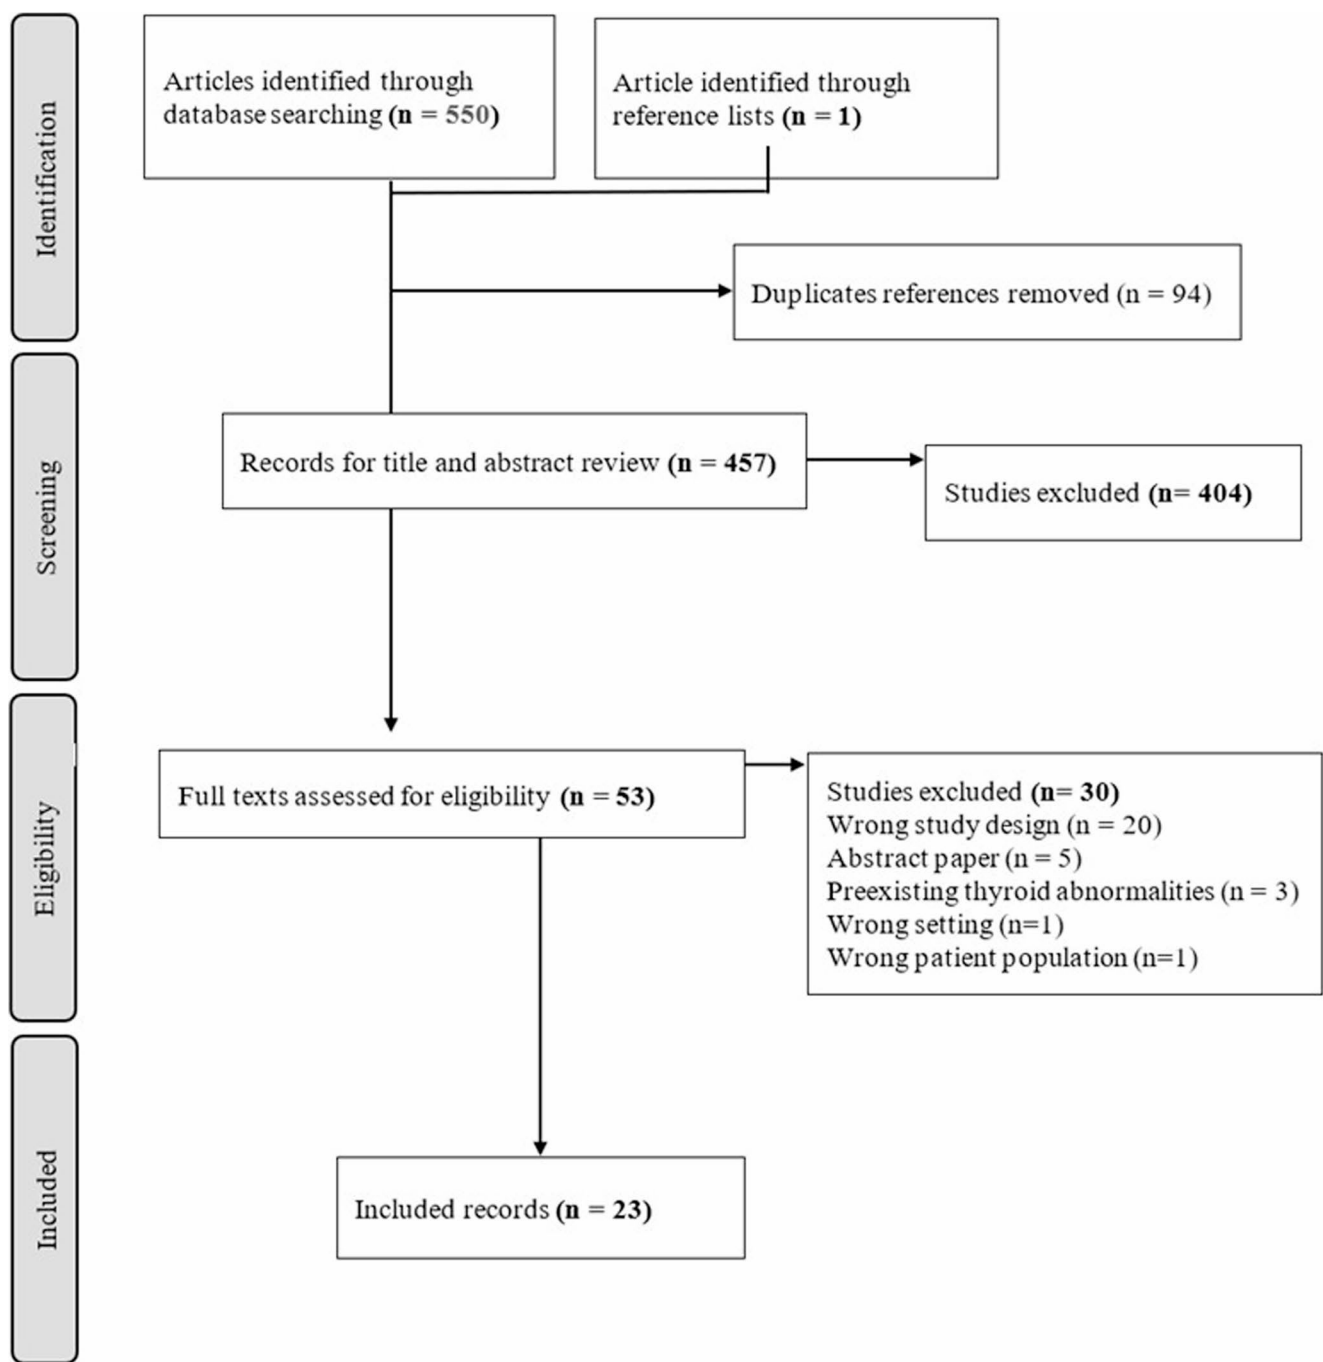 Identification
Articles identified through
database searching (n = 550)
Article identified through
reference lists (n = 1)
Duplicates references removed (n = 94)
Screening
Records for title and abstract review (n = 457)
Studies excluded (n= 404)
Eligibility
Full texts assessed for eligibility (n = 53)
Studies excluded (n= 30)
Wrong study design (n = 20)
Abstract paper (n = 5)
Preexisting thyroid abnormalities (n = 3)
Wrong setting (n=1)
Wrong patient population (n=1)
Included
Included records (n = 23)